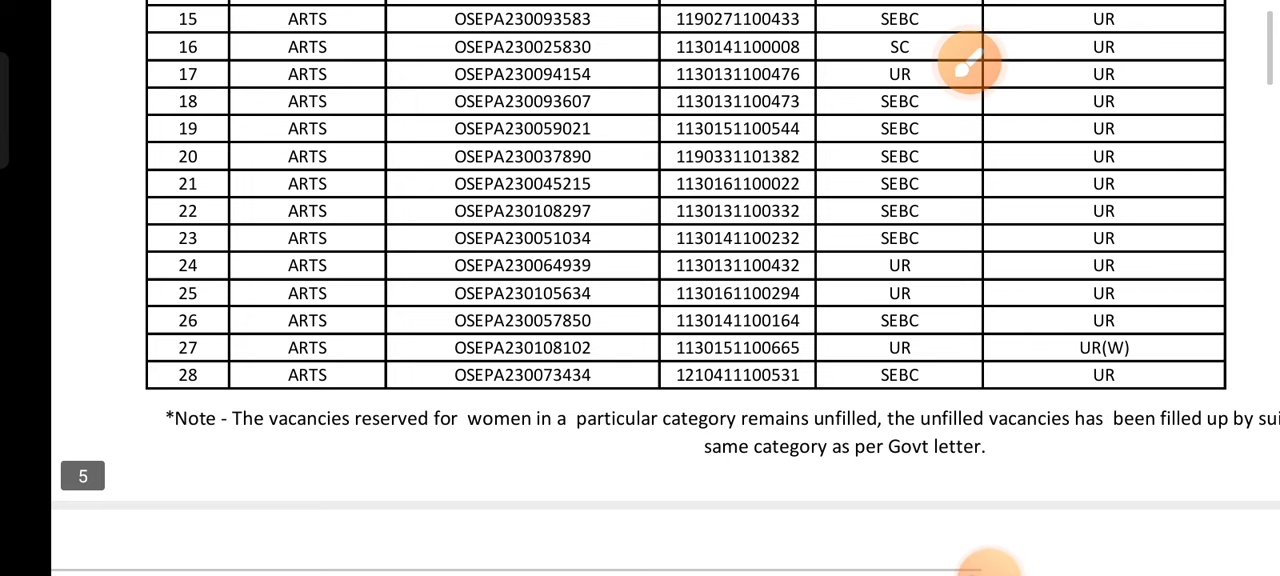 15 ARTS OSEPA230093583 1190271100433 SEBC UR
16 ARTS OSEPA230025830 1130141100008 SC UR
17 ARTS OSEPA230094154 1130131100476 UR UR
18 ARTS OSEPA230093607 1130131100473 SEBC UR
19 ARTS OSEPA230059021 1130151100544 SEBC UR
20 ARTS OSEPA230037890 1190331101382 SEBC UR
21 ARTS OSEPA230045215 1130161100022 SEBC UR
22 ARTS OSEPA230108297 1130131100332 SEBC UR
23 ARTS OSEPA230051034 1130141100232 SEBC UR
24 ARTS OSEPA230064939 1130131100432 UR UR
25 ARTS OSEPA230105634 1130161100294 UR UR
26 ARTS OSEPA230057850 1130141100164 SEBC UR
27 ARTS OSEPA230108102 1130151100665 UR UR(W)
28 ARTS OSEPA230073434 1210411100531 SEBC UR
*Note - The vacancies reserved for women in a particular category remains unfilled, the unfilled vacancies has been filled up by sui
same category as per Govt letter.
5